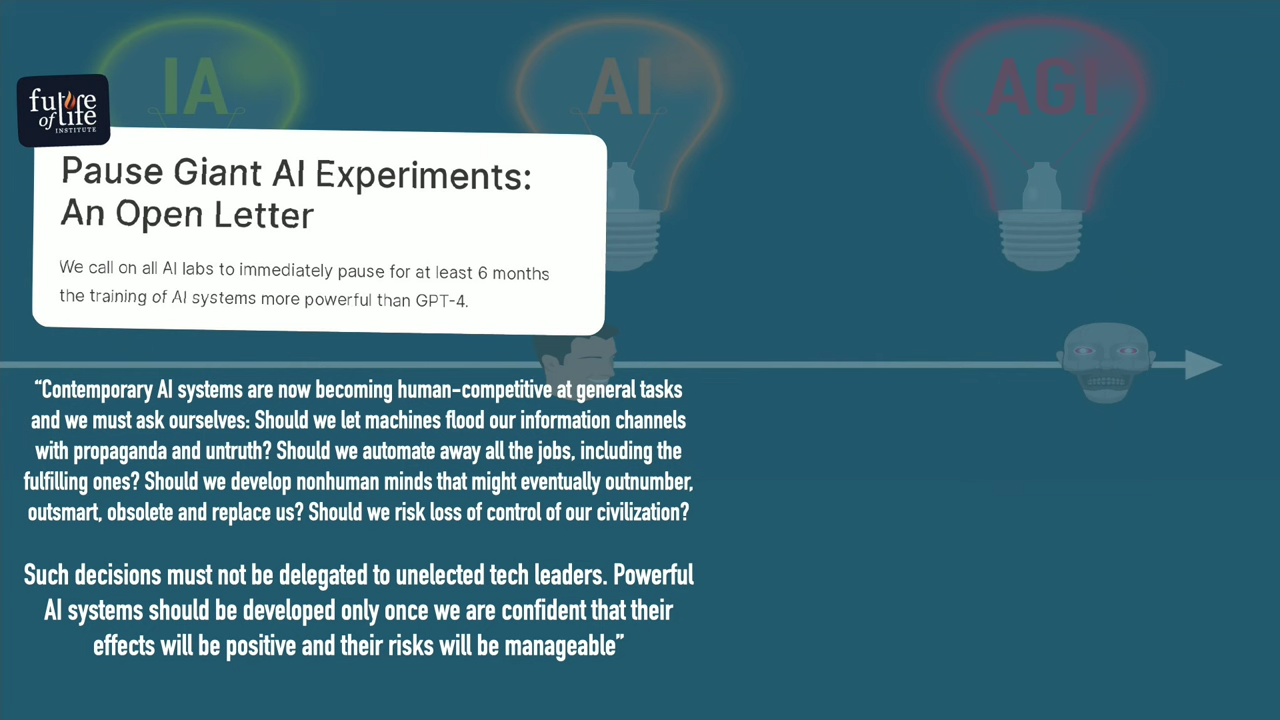 IA
AI
AGI
future
of life
INSTITUTE
Pause Giant AI Experiments:
An Open Letter
We call on all AI labs to immediately pause for at least 6 months
the training of AI systems more powerful than GPT-4.
“Contemporary AI systems are now becoming human-competitive at general tasks
and we must ask ourselves: Should we let machines flood our information channels
with propaganda and untruth? Should we automate away all the jobs, including the
fulfilling ones? Should we develop nonhuman minds that might eventually outnumber,
outsmart, obsolete and replace us? Should we risk loss of control of our civilization?
Such decisions must not be delegated to unelected tech leaders. Powerful
AI systems should be developed only once we are confident that their
effects will be positive and their risks will be manageable”